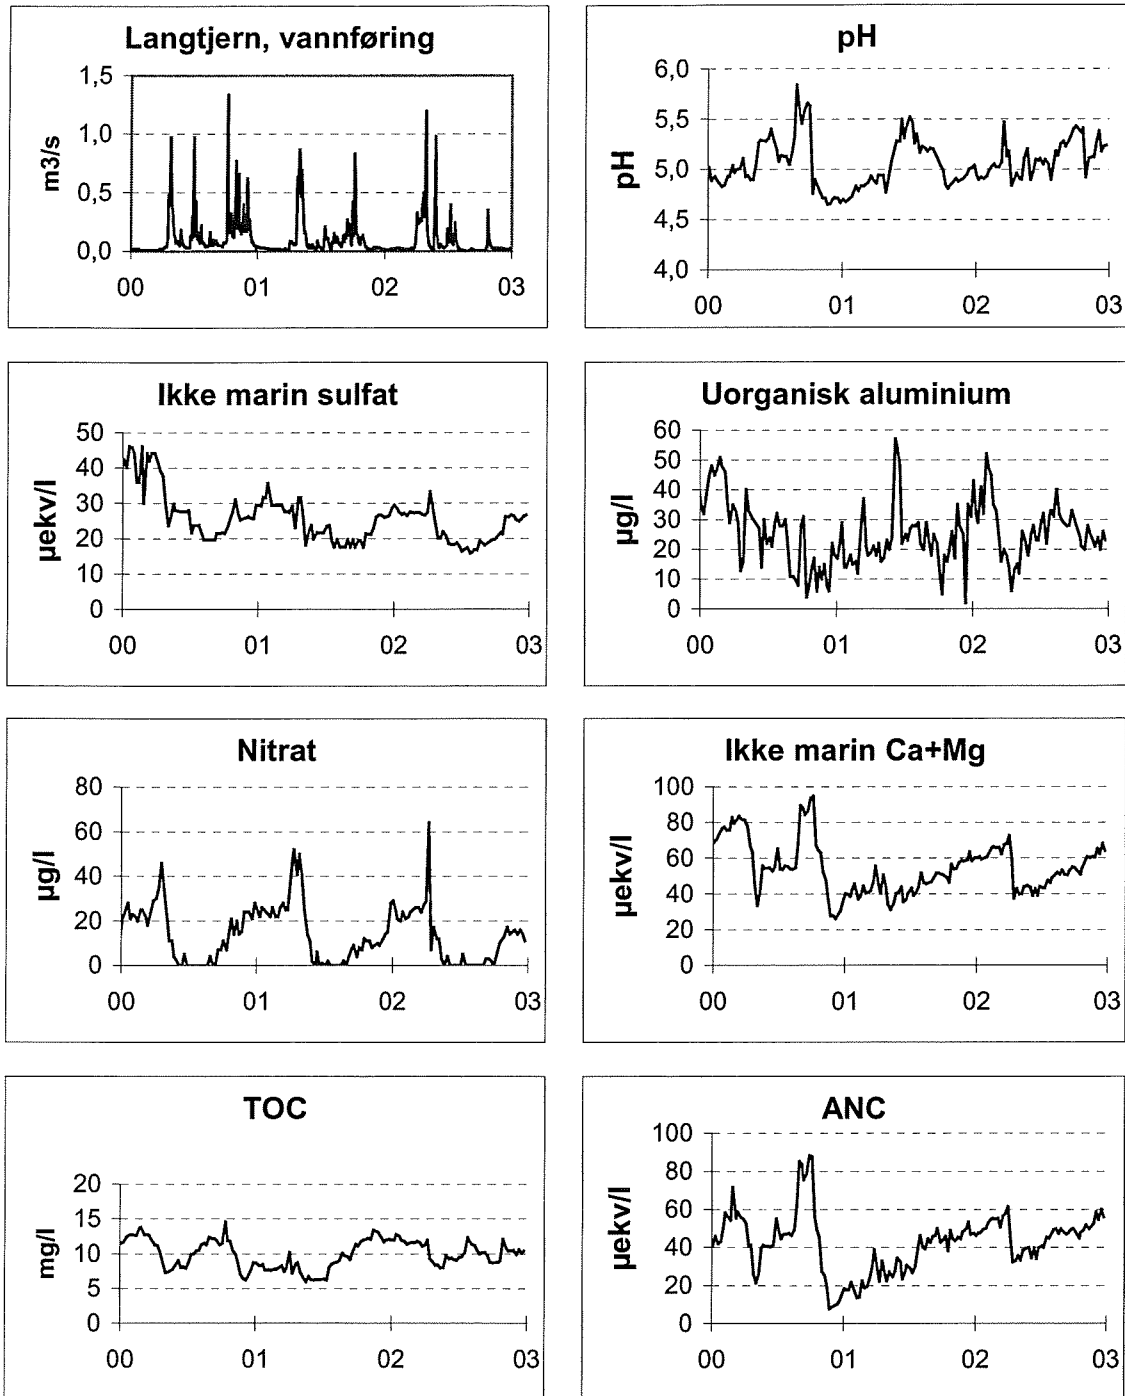 Langtjern, vannføring
1,5
1,0
0,5
0,0
m3/s
00 01 02 03
pH
6,0
5,5
5,0
4,5
4,0
pH
00 01 02 03
Ikke marin sulfat
50
40
30
20
10
0
µekv/l
00 01 02 03
Uorganisk aluminium
60
50
40
30
20
10
0
µg/l
00 01 02 03
Nitrat
80
60
40
20
0
µg/l
00 01 02 03
Ikke marin Ca+Mg
100
80
60
40
20
0
µekv/l
00 01 02 03
TOC
20
15
10
5
0
mg/l
00 01 02 03
ANC
100
80
60
40
20
0
µekv/l
00 01 02 03